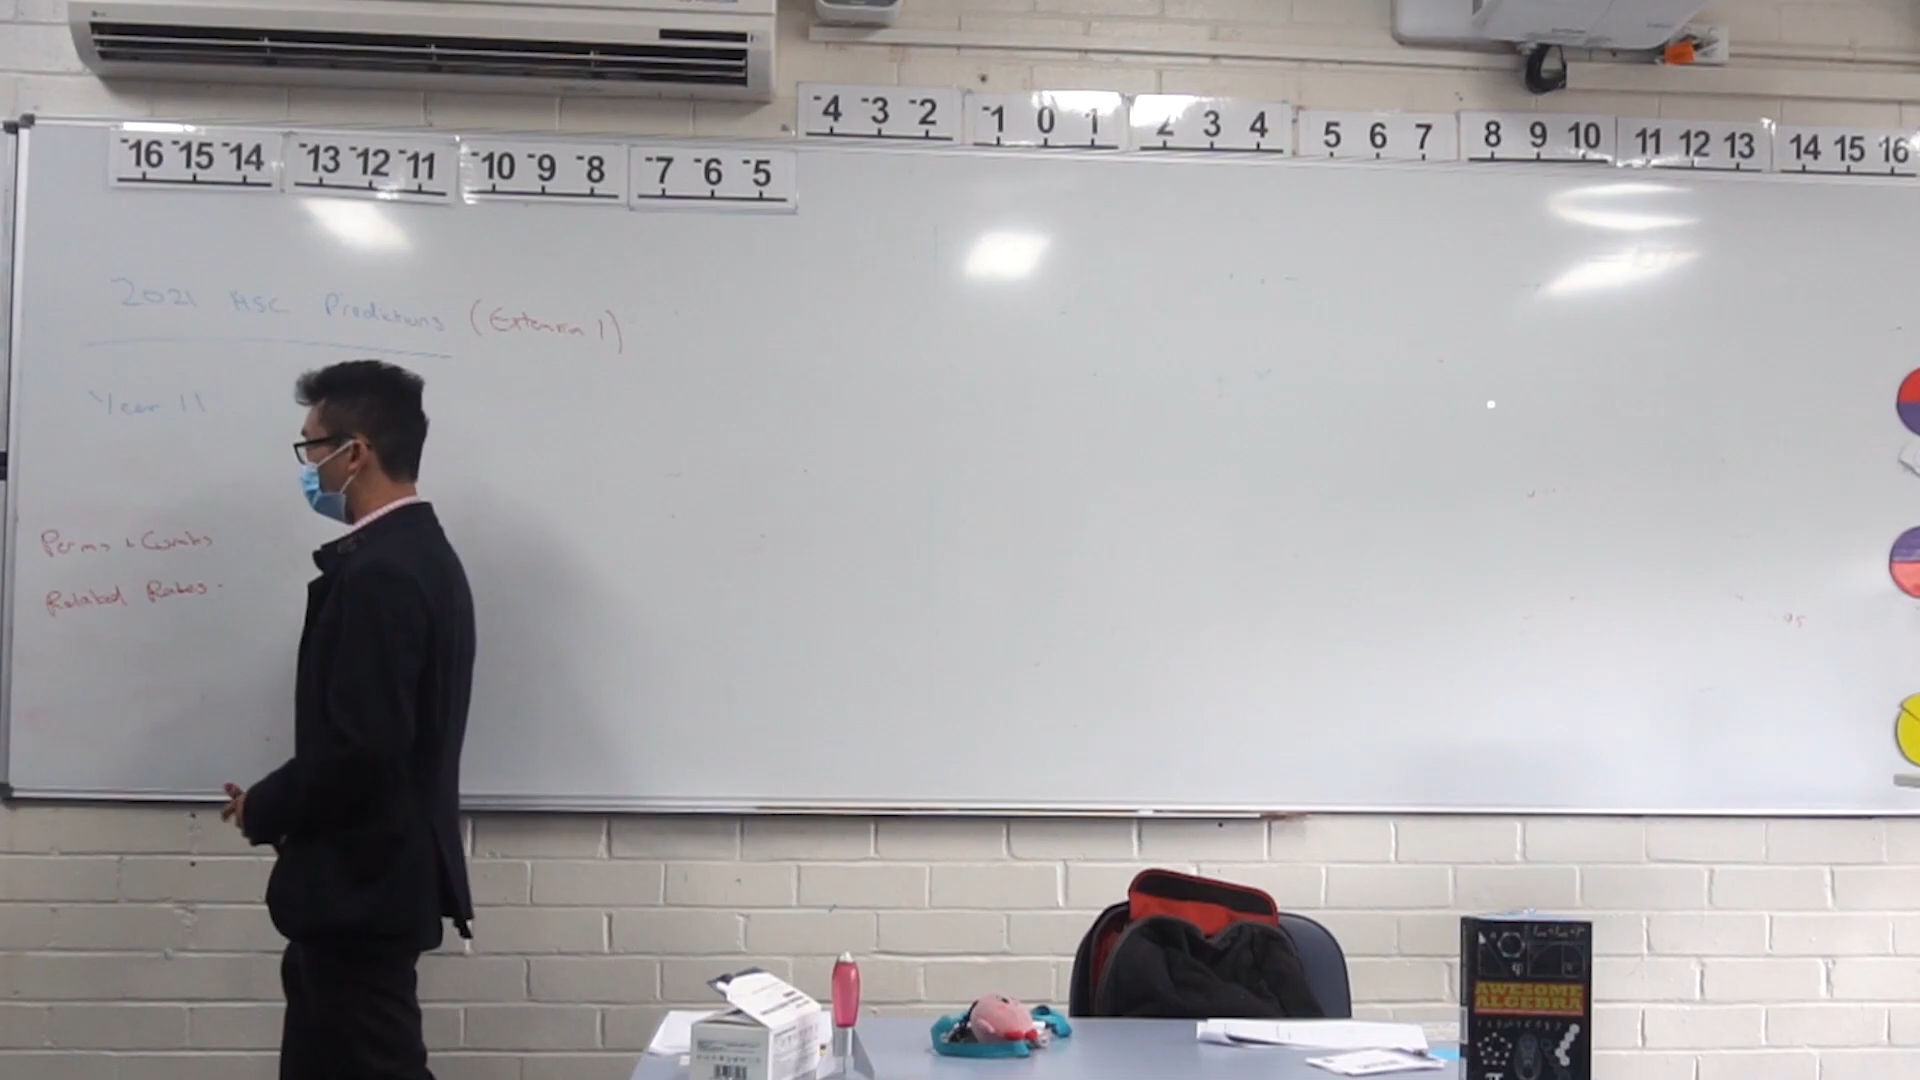 -4 -3 -2 -1 0 1 2 3 4 5 6 7 8 9 10 11 12 13 14 15 16
-16 -15 -14 -13 -12 -11 -10 -9 -8 -7 -6 -5
2021 HSC Predictions (Extension 1)
Year 11
Perms + Combs
Related Rates.
AWESOME
ALGEBRA